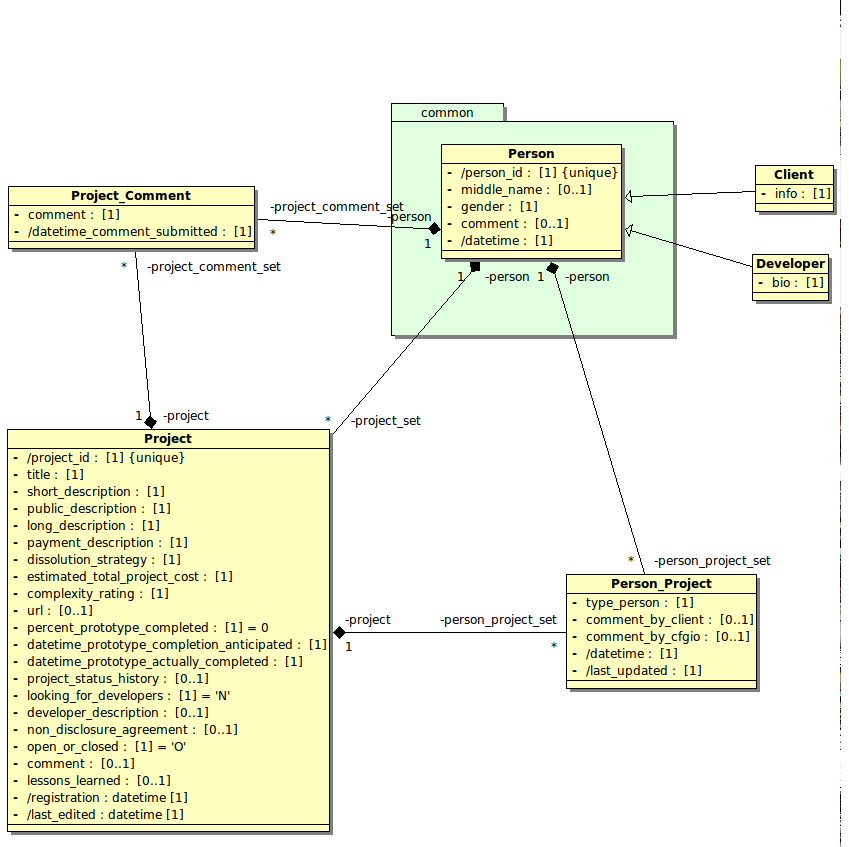 common
Person
- /person_id : [1] {unique}
- middle_name : [0..1]
- gender : [1]
- comment : [0..1]
- /datetime : [1]
Client
- info : [1]
Developer
- bio : [1]
Project_Comment
- comment : [1]
- /datetime_comment_submitted : [1]
-project_comment_set
*
-person
1
* -project_comment_set
1 -person
1 -person
1 -project
* -project_set
Project
- /project_id : [1] {unique}
- title : [1]
- short_description : [1]
- public_description : [1]
- long_description : [1]
- payment_description : [1]
- dissolution_strategy : [1]
- estimated_total_project_cost : [1]
- complexity_rating : [1]
- url : [0..1]
- percent_prototype_completed : [1] = 0
- datetime_prototype_completion_anticipated : [1]
- datetime_prototype_actually_completed : [1]
- project_status_history : [0..1]
- looking_for_developers : [1] = 'N'
- developer_description : [0..1]
- non_disclosure_agreement : [0..1]
- open_or_closed : [1] = 'O'
- comment : [0..1]
- lessons_learned : [0..1]
- /registration : datetime [1]
- /last_edited : datetime [1]
* -person_project_set
Person_Project
- type_person : [1]
- comment_by_client : [0..1]
- comment_by_cfgio : [0..1]
- /datetime : [1]
- /last_updated : [1]
-project
1
-person_project_set
*